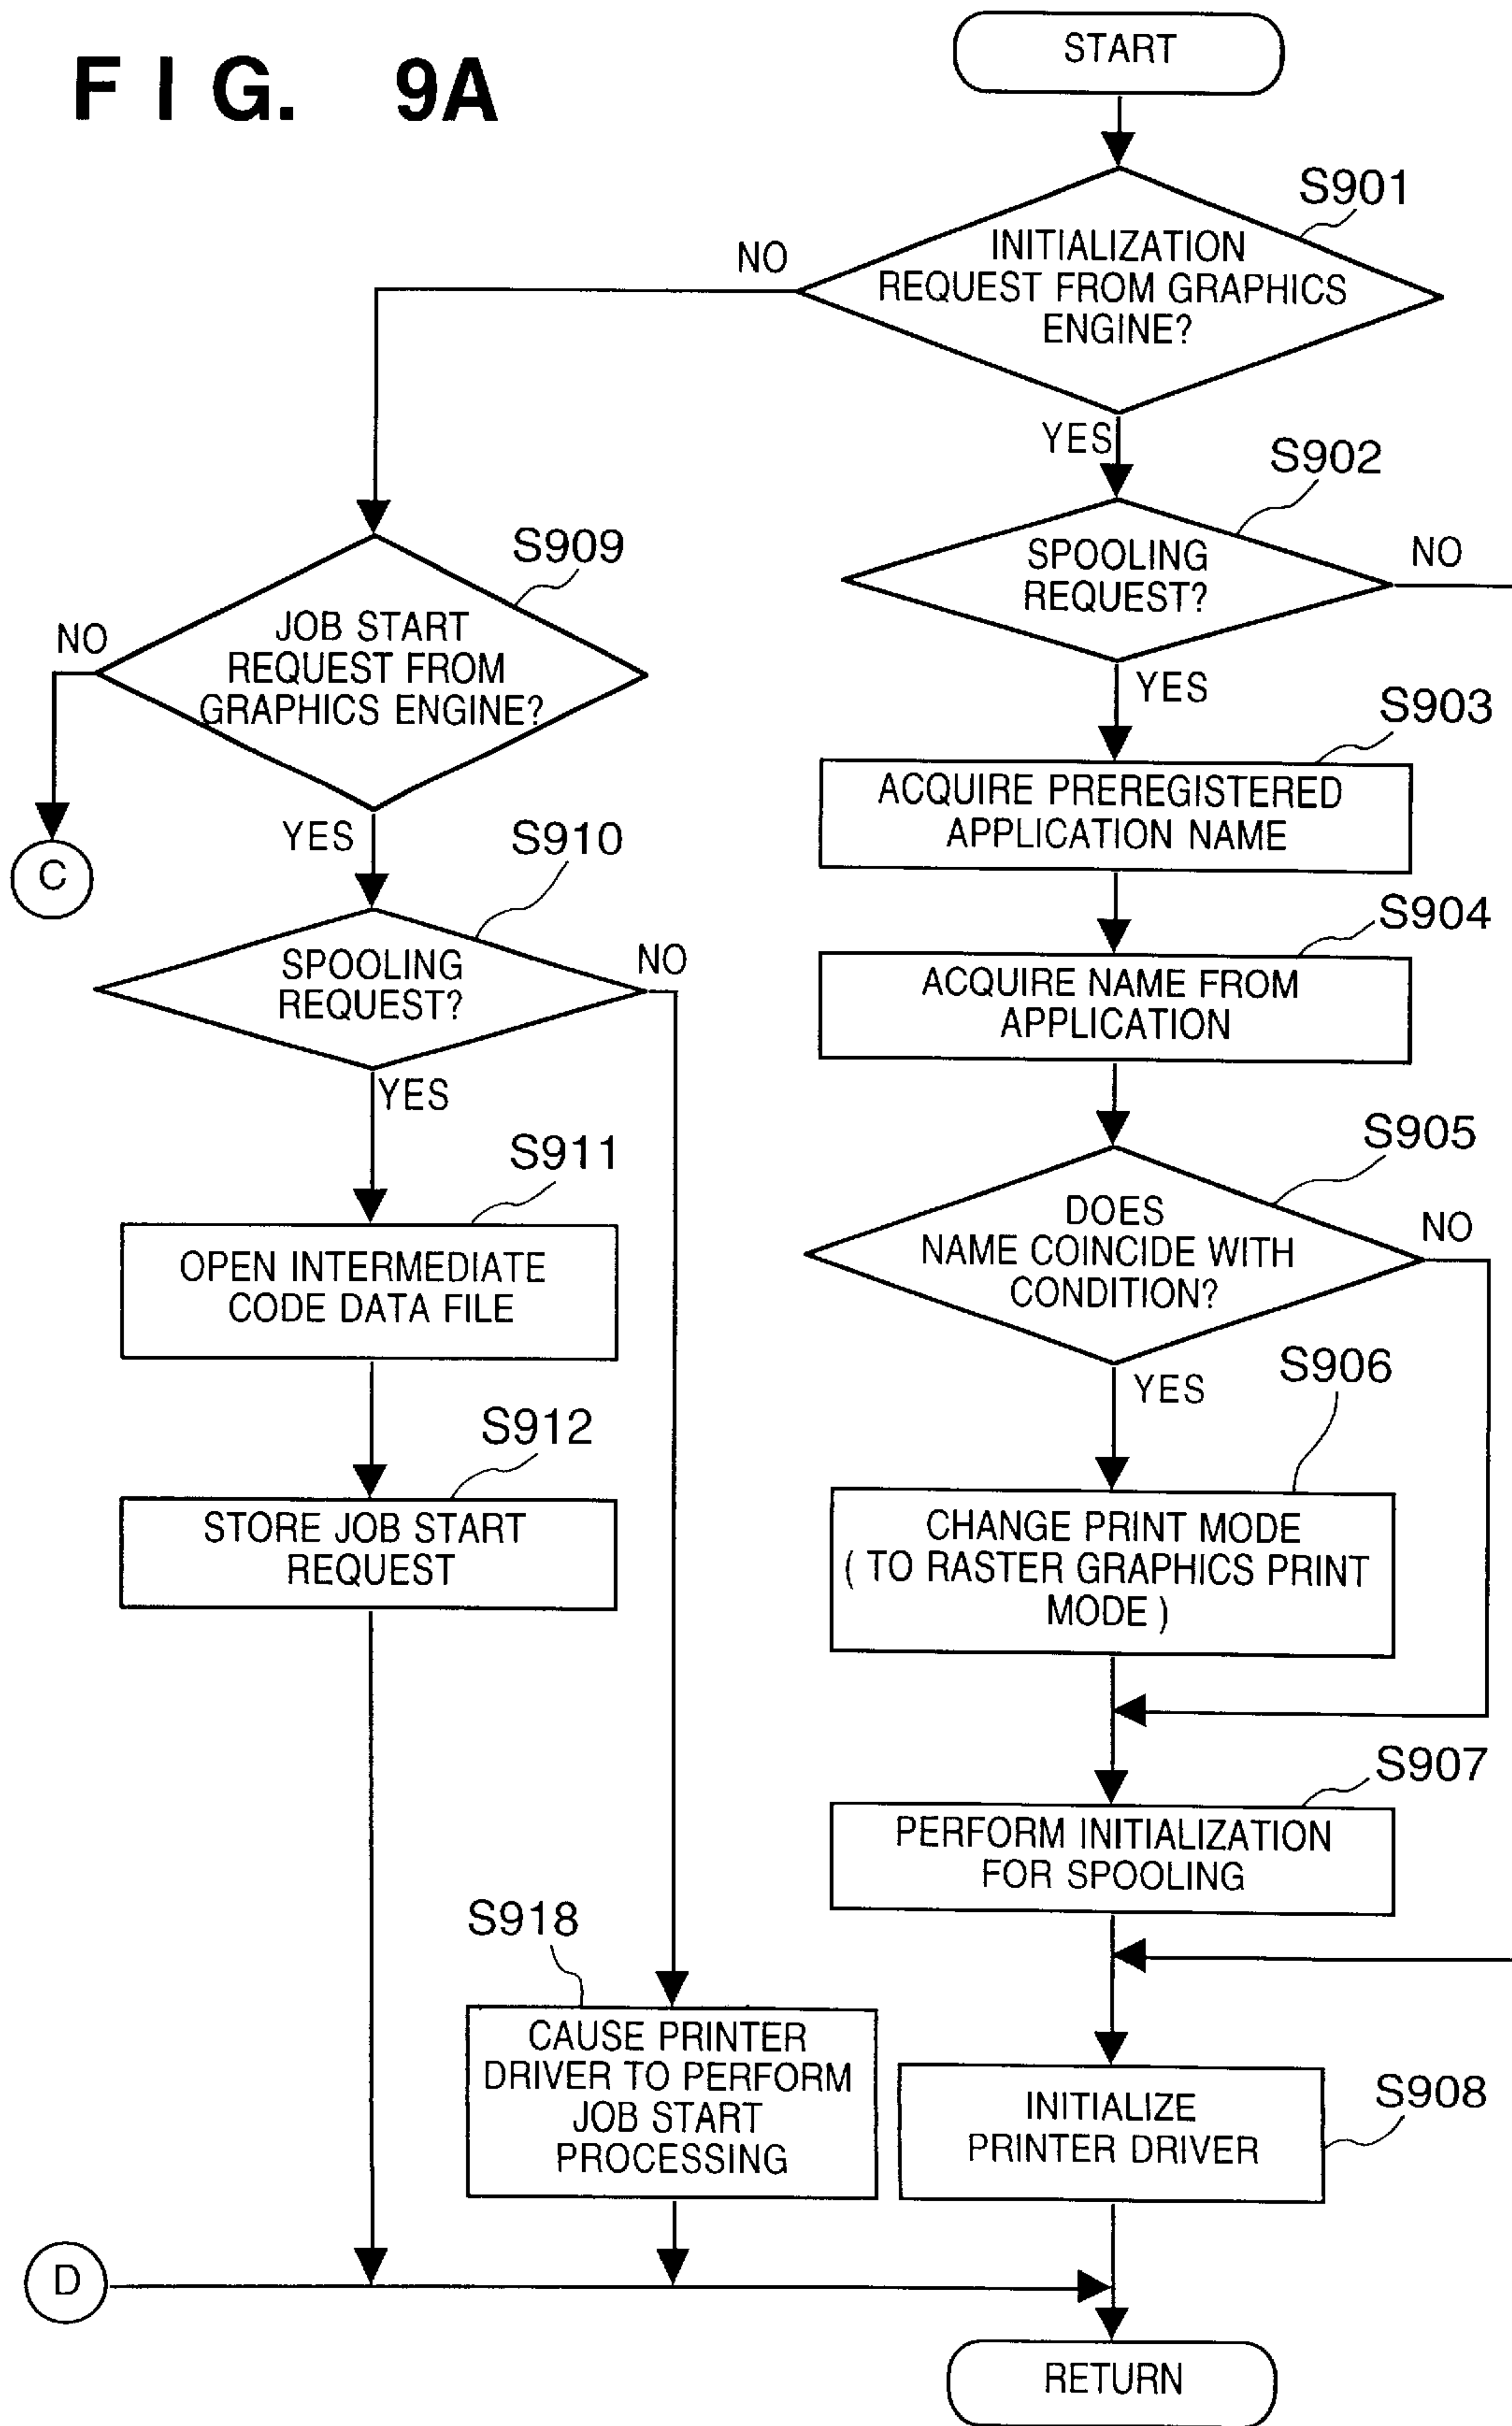 FIG. 9A
START
S901
INITIALIZATION
REQUEST FROM GRAPHICS
ENGINE?
NO
YES
S902
SPOOLING
REQUEST?
NO
YES
S903
ACQUIRE PREREGISTERED
APPLICATION NAME
S904
ACQUIRE NAME FROM
APPLICATION
S905
DOES
NAME COINCIDE WITH
CONDITION?
NO
YES
S906
CHANGE PRINT MODE
( TO RASTER GRAPHICS PRINT
MODE )
S907
PERFORM INITIALIZATION
FOR SPOOLING
S908
INITIALIZE
PRINTER DRIVER
S909
JOB START
REQUEST FROM
GRAPHICS ENGINE?
NO
C
YES
S910
SPOOLING
REQUEST?
NO
YES
S911
OPEN INTERMEDIATE
CODE DATA FILE
S912
STORE JOB START
REQUEST
S918
CAUSE PRINTER
DRIVER TO PERFORM
JOB START
PROCESSING
D
RETURN